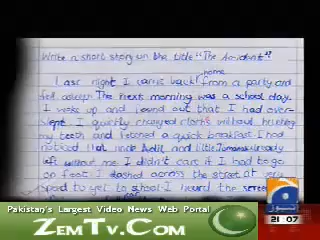 Write a short story on the title "The Accident"
home
Last night I came back from a party and
fell asleep. The next morning was a school day.
I woke up and found out that I had over-
slept. I quickly changed cloths without brushing
my teeth and fetched a quick breakfast. I had
noticed that uncle and little already
left without me. I didn't care if I had to go
on foot. I dashed across the street at very
speed to get to school. I heard the
Pakistan's Largest Video News Web Portal
ZemTv.Com
GEO
21 07